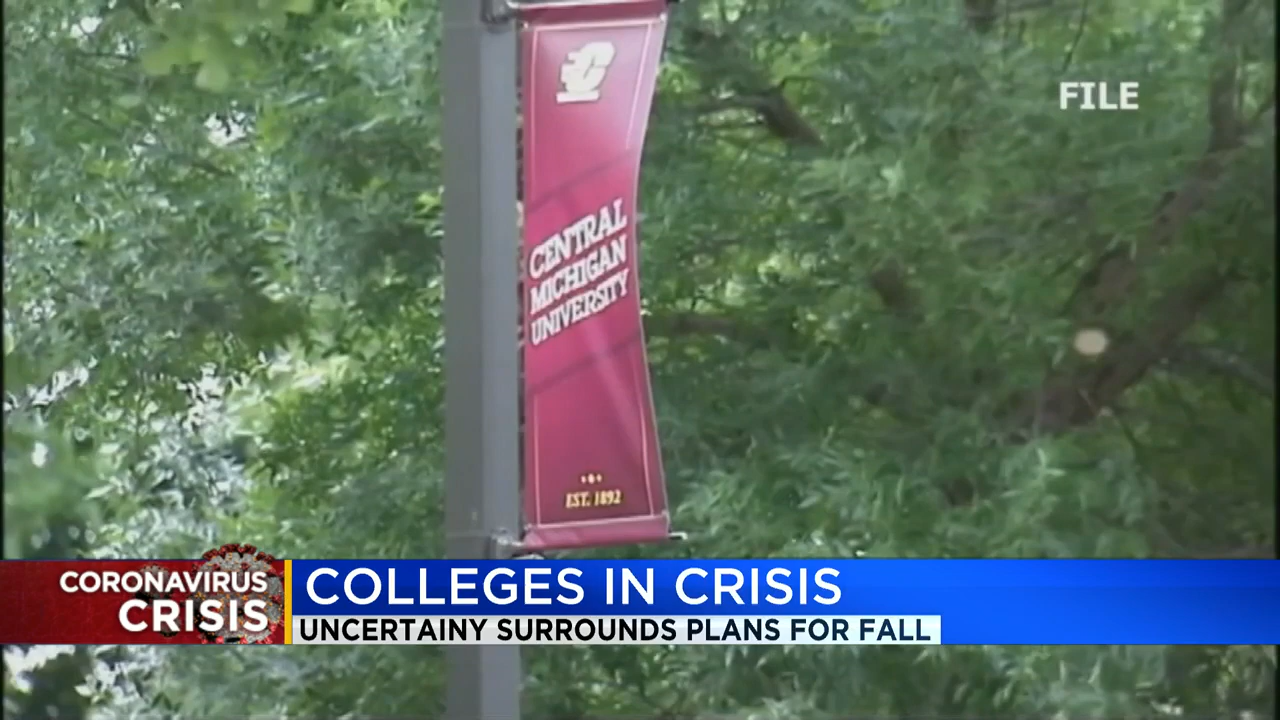 FILE
C
CENTRAL
MICHIGAN
UNIVERSITY
EST. 1892
CORONAVIRUS
CRISIS
COLLEGES IN CRISIS
UNCERTAINY SURROUNDS PLANS FOR FALL